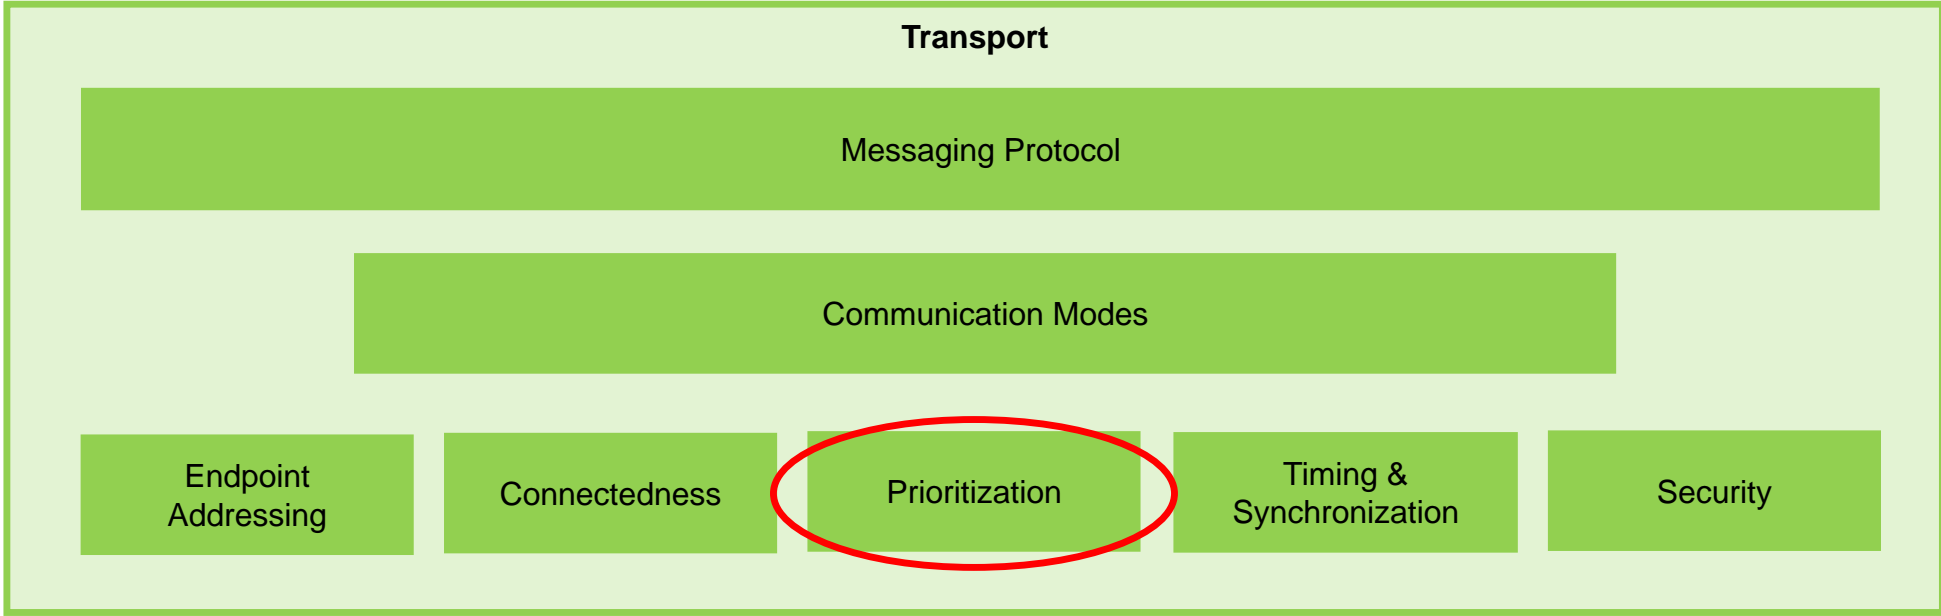 Transport
Messaging Protocol
Communication Modes
Endpoint
Addressing
Connectedness
Prioritization
Timing &
Synchronization
Security